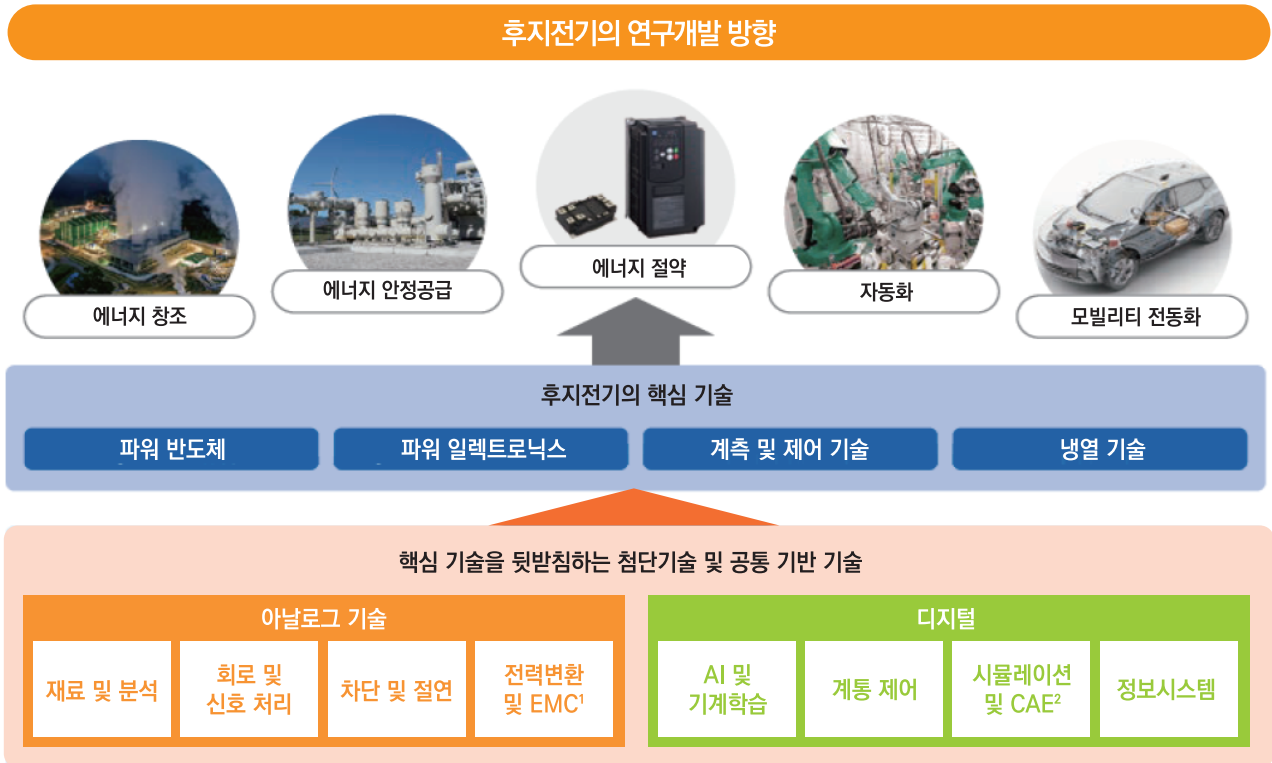 후지전기의 연구개발 방향
에너지 창조
에너지 안정공급
에너지 절약
자동화
모빌리티 전동화
후지전기의 핵심 기술
파워 반도체
파워 일렉트로닉스
계측 및 제어 기술
냉열 기술
핵심 기술을 뒷받침하는 첨단기술 및 공통 기반 기술
아날로그 기술
재료 및 분석
회로 및
신호 처리
차단 및 절연
전력변환
및 EMC¹
디지털
AI 및
기계학습
계통 제어
시뮬레이션
및 CAE²
정보시스템